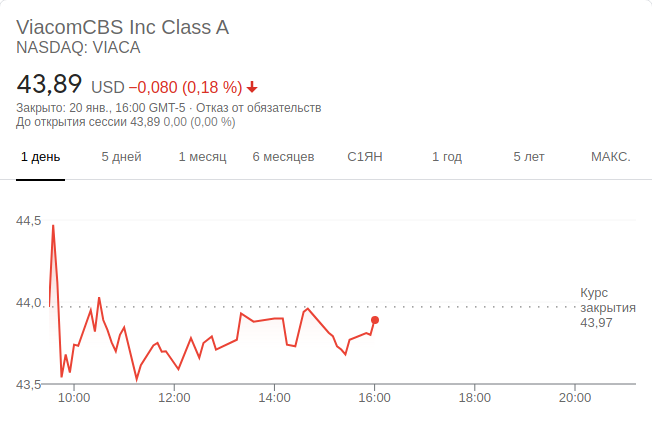 ViacomCBS Inc Class A
NASDAQ: VIACA
43,89 USD −0,080 (0,18 %)
Закрыто: 20 янв., 16:00 GMT-5 · Отказ от обязательств
До открытия сессии 43,89 0,00 (0,00 %)
1 день 5 дней 1 месяц 6 месяцев С1ЯН 1 год 5 лет МАКС.
44,5
44,0
43,5
Курс
закрытия
43,97
10:00 12:00 14:00 16:00 18:00 20:00